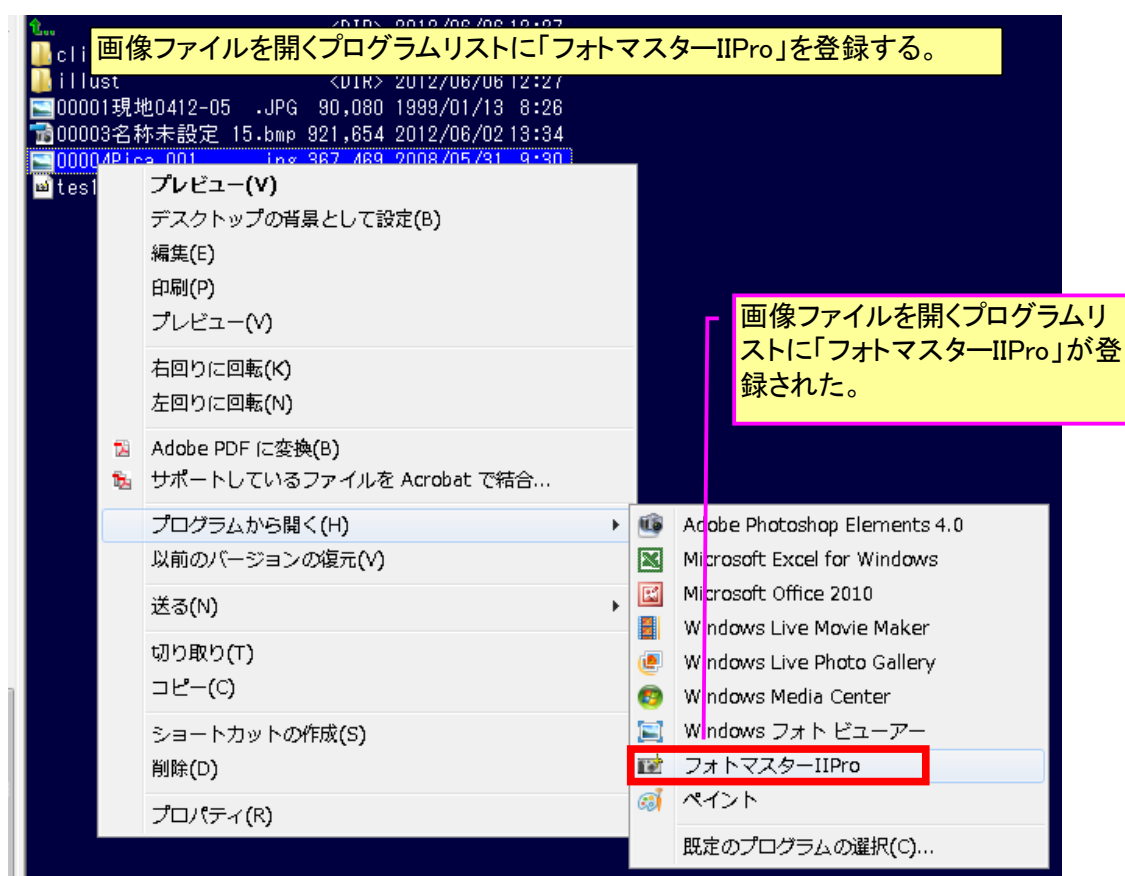 画像ファイルを開くプログラムリストに「フォトマスターIIPro」を登録する。
cli
illust <DIR> 2012/06/06 12:27
00001現地0412-05 .JPG 90,080 1999/01/13 8:26
00003名称未設定 15.bmp 921,654 2012/06/02 13:34
00004Pica 001 .jpg 367,469 2008/05/31 9:30
プレビュー(V)
デスクトップの背景として設定(B)
編集(E)
印刷(P)
プレビュー(V)
右回りに回転(K)
左回りに回転(N)
Adobe PDF に変換(B)
サポートしているファイルを Acrobat で結合...
プログラムから開く(H)
以前のバージョンの復元(V)
送る(N)
切り取り(T)
コピー(C)
ショートカットの作成(S)
削除(D)
プロパティ(R)
画像ファイルを開くプログラムリ
ストに「フォトマスターIIPro」が登
録された。
Adobe Photoshop Elements 4.0
Microsoft Excel for Windows
Microsoft Office 2010
Windows Live Movie Maker
Windows Live Photo Gallery
Windows Media Center
Windows フォト ビューアー
フォトマスターIIPro
ペイント
既定のプログラムの選択(C)...